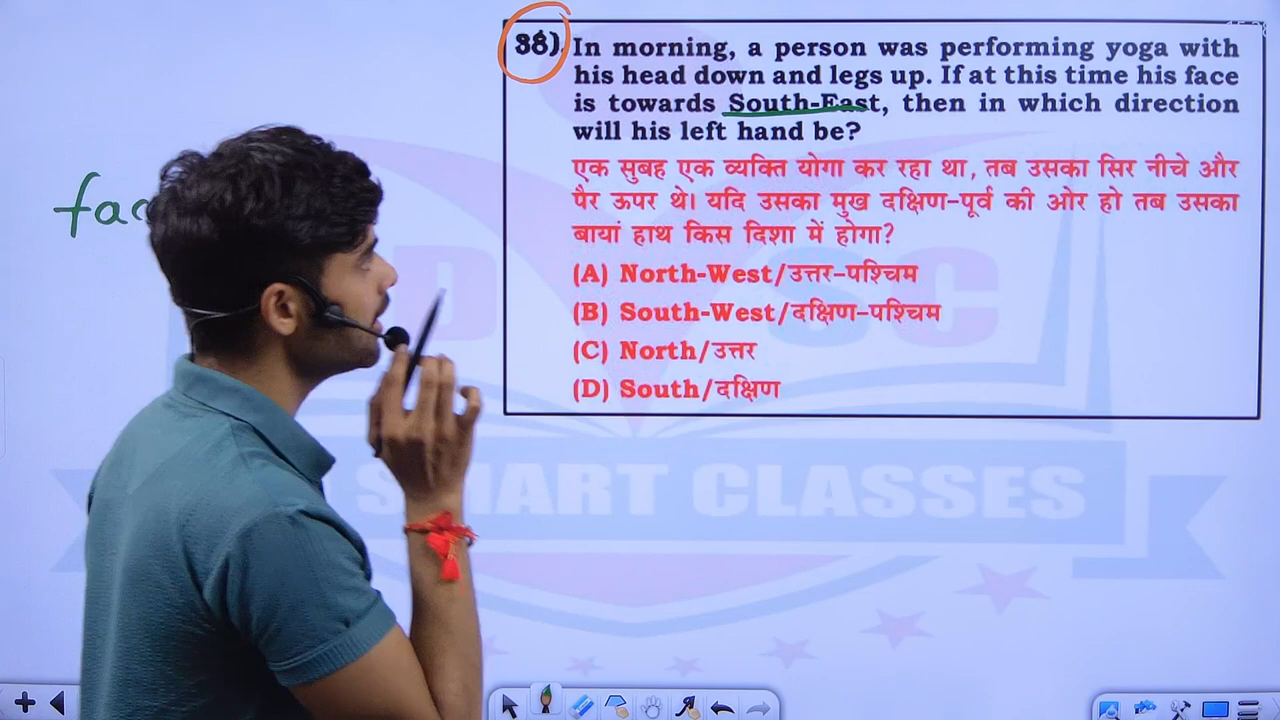 38). In morning, a person was performing yoga with
his head down and legs up. If at this time his face
is towards South-East, then in which direction
will his left hand be?
एक सुबह एक व्यक्ति योगा कर रहा था, तब उसका सिर नीचे और
पैर ऊपर थे। यदि उसका मुख दक्षिण-पूर्व की ओर हो तब उसका
बायां हाथ किस दिशा में होगा?
(A) North-West/उत्तर-पश्चिम
(B) South-West/दक्षिण-पश्चिम
(C) North/उत्तर
(D) South/दक्षिण
fac
D SC
SMART CLASSES